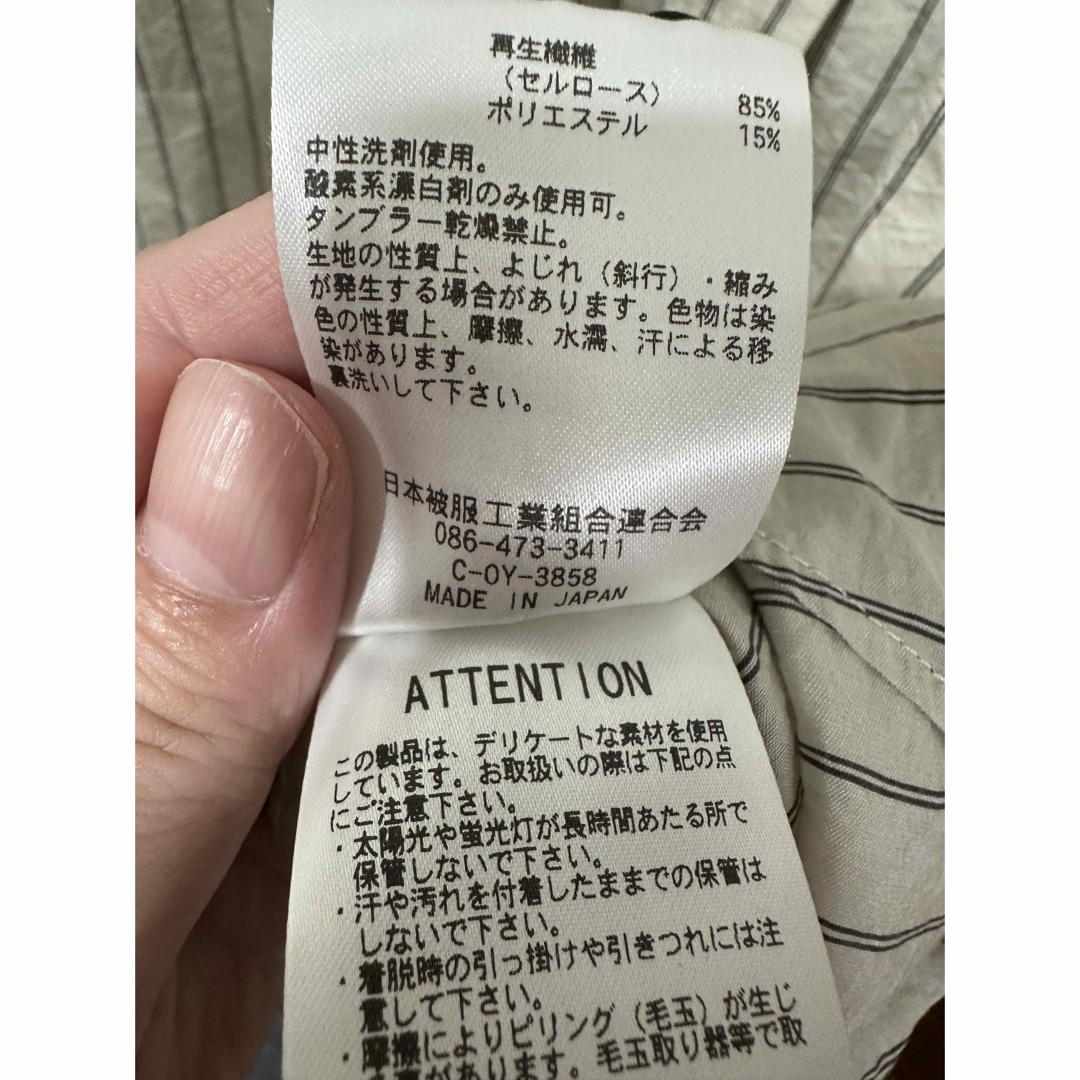 再生繊維
（セルロース） 85%
ポリエステル 15%
中性洗剤使用。
酸素系漂白剤のみ使用可。
タンブラー乾燥禁止。
生地の性質上、よじれ（斜行）・縮み
が発生する場合があります。色物は染
色の性質上、摩擦、水濡、汗による移
染があります。
裏洗いして下さい。
日本被服工業組合連合会
086-473-3411
C-OY-3858
MADE IN JAPAN
ATTENTION
この製品は、デリケートな素材を使用
しています。お取扱いの際は下記の点
にご注意下さい。
・太陽光や蛍光灯が長時間あたる所で
保管しないで下さい。
・汗や汚れを付着したままでの保管は
しないで下さい。
・着脱時の引っ掛けや引きつれには注
意して下さい。
・摩擦によりピリング（毛玉）が生じ
があります。毛玉取り器等で取